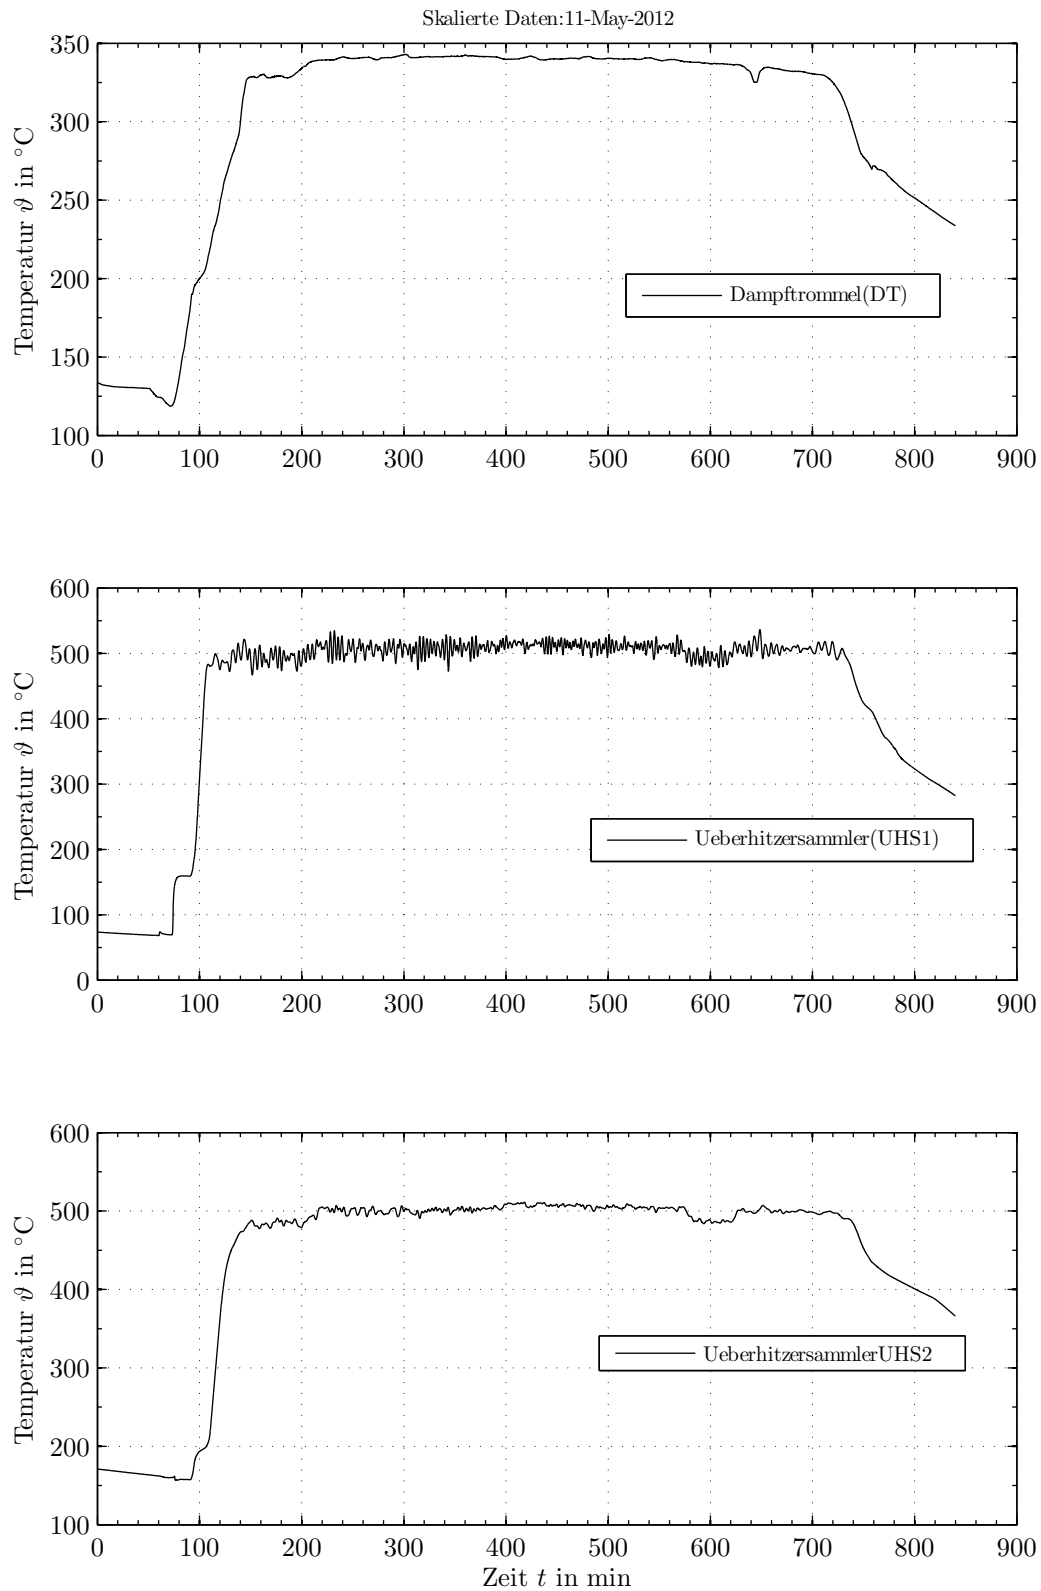 Skalierte Daten:11-May-2012
350
300
250
200
150
100
Temperatur ϑ in °C
Dampftrommel(DT)
0 100 200 300 400 500 600 700 800 900
600
500
400
300
200
100
0
Temperatur ϑ in °C
Ueberhitzersammler(UHS1)
0 100 200 300 400 500 600 700 800 900
600
500
400
300
200
100
Temperatur ϑ in °C
UeberhitzersammlerUHS2
0 100 200 300 400 500 600 700 800 900
Zeit t in min